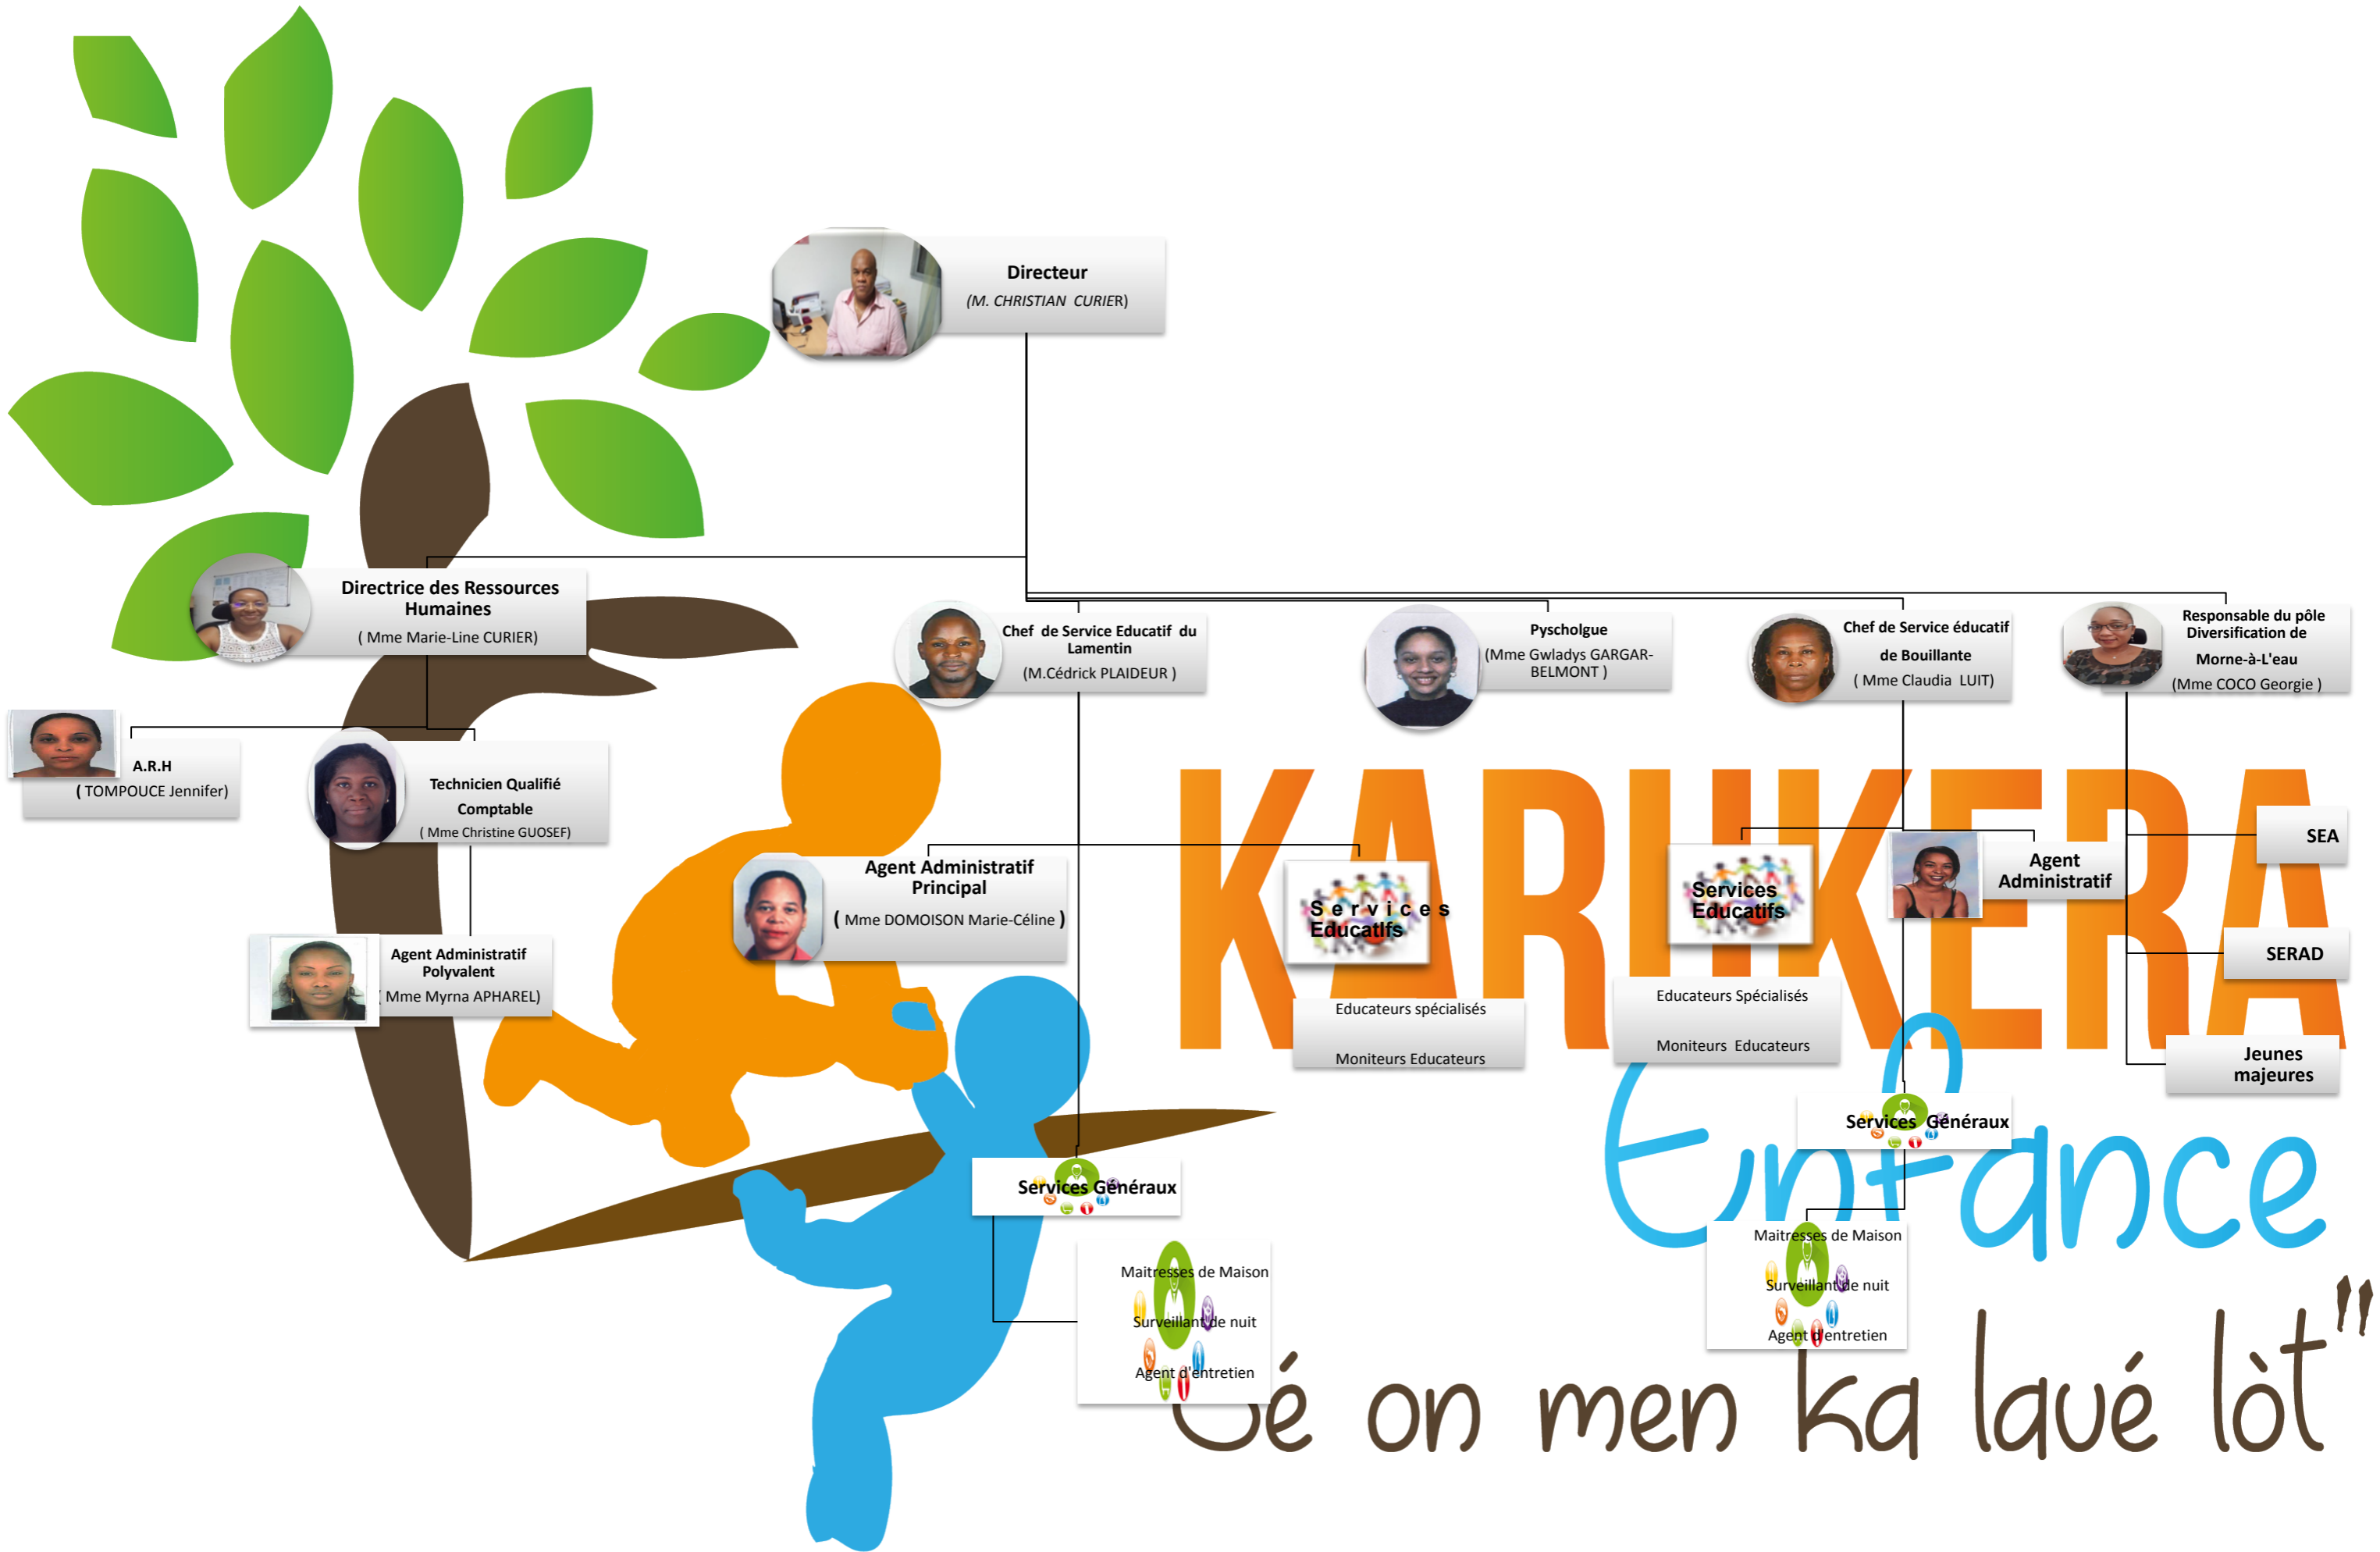 Directeur
(M. CHRISTIAN CURIER)
Directrice des Ressources
Humaines
( Mme Marie-Line CURIER)
Chef de Service Educatif du
Lamentin
(M.Cédrick PLAIDEUR )
Pyscholgue
(Mme Gwladys GARGAR-
BELMONT )
Chef de Service éducatif
de Bouillante
( Mme Claudia LUIT)
Responsable du pôle
Diversification de
Morne-à-L'eau
(Mme COCO Georgie )
A.R.H
( TOMPOUCE Jennifer)
Technicien Qualifié
Comptable
( Mme Christine GUOSEF)
Agent Administratif
Polyvalent
( Mme Myrna APHAREL)
Agent Administratif
Principal
( Mme DOMOISON Marie-Céline )
Services
Educatifs
Educateurs spécialisés
Moniteurs Educateurs
Services
Educatifs
Educateurs Spécialisés
Moniteurs Educateurs
Agent
Administratif
SEA
SERAD
Jeunes
majeures
Services Généraux
Maitresses de Maison
Surveillant de nuit
Agent d'entretien
Services Généraux
Maitresses de Maison
Surveillant de nuit
Agent d'entretien
KARUKERA
Enfance
Sé on men ka lavé lòt"